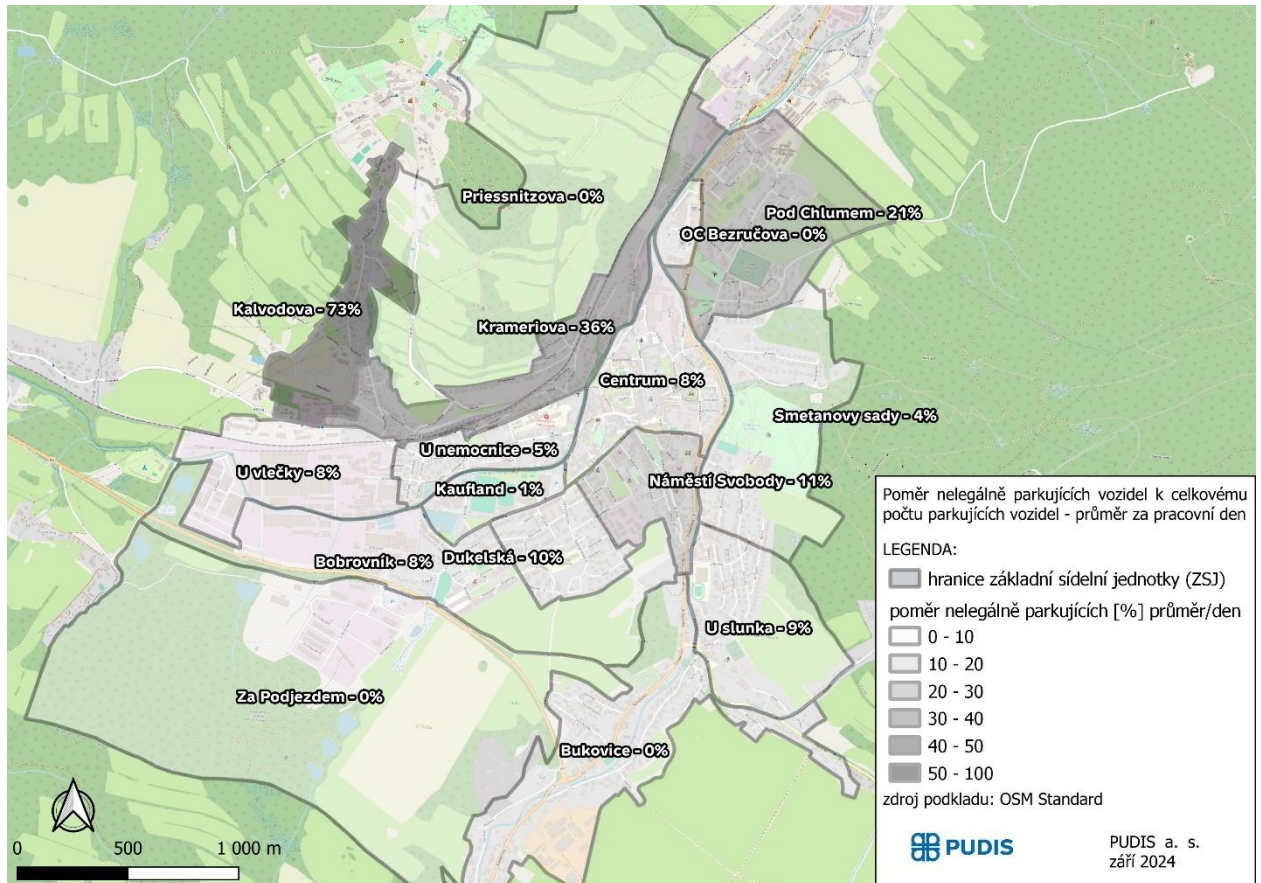 Priessnitzova - 0%
Pod Chlumem - 21%
OC Bezručova - 0%
Kalvodova - 73%
Krameriova - 36%
Centrum - 8%
Smetanovy sady - 4%
U nemocnice - 5%
U vlečky - 8%
Kaufland - 1%
Náměstí Svobody - 11%
Bobrovník - 8%
Dukelská - 10%
U slunka - 9%
Za Podjezdem - 0%
Bukovice - 0%
Poměr nelegálně parkujících vozidel k celkovému
počtu parkujících vozidel - průměr za pracovní den
LEGENDA:
hranice základní sídelní jednotky (ZSJ)
poměr nelegálně parkujících [%] průměr/den
0 - 10
10 - 20
20 - 30
30 - 40
40 - 50
50 - 100
zdroj podkladu: OSM Standard
PUDIS
PUDIS a. s.
září 2024
0 500 1 000 m